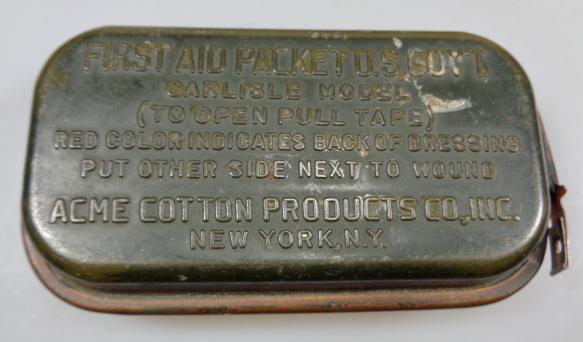 FIRST AID PACKET U.S. GOV'T.
CARLISLE MODEL
(TO OPEN PULL TAPE)
RED COLOR INDICATES BACK OF DRESSING
PUT OTHER SIDE NEXT TO WOUND
ACME COTTON PRODUCTS CO., INC.
NEW YORK, N.Y.